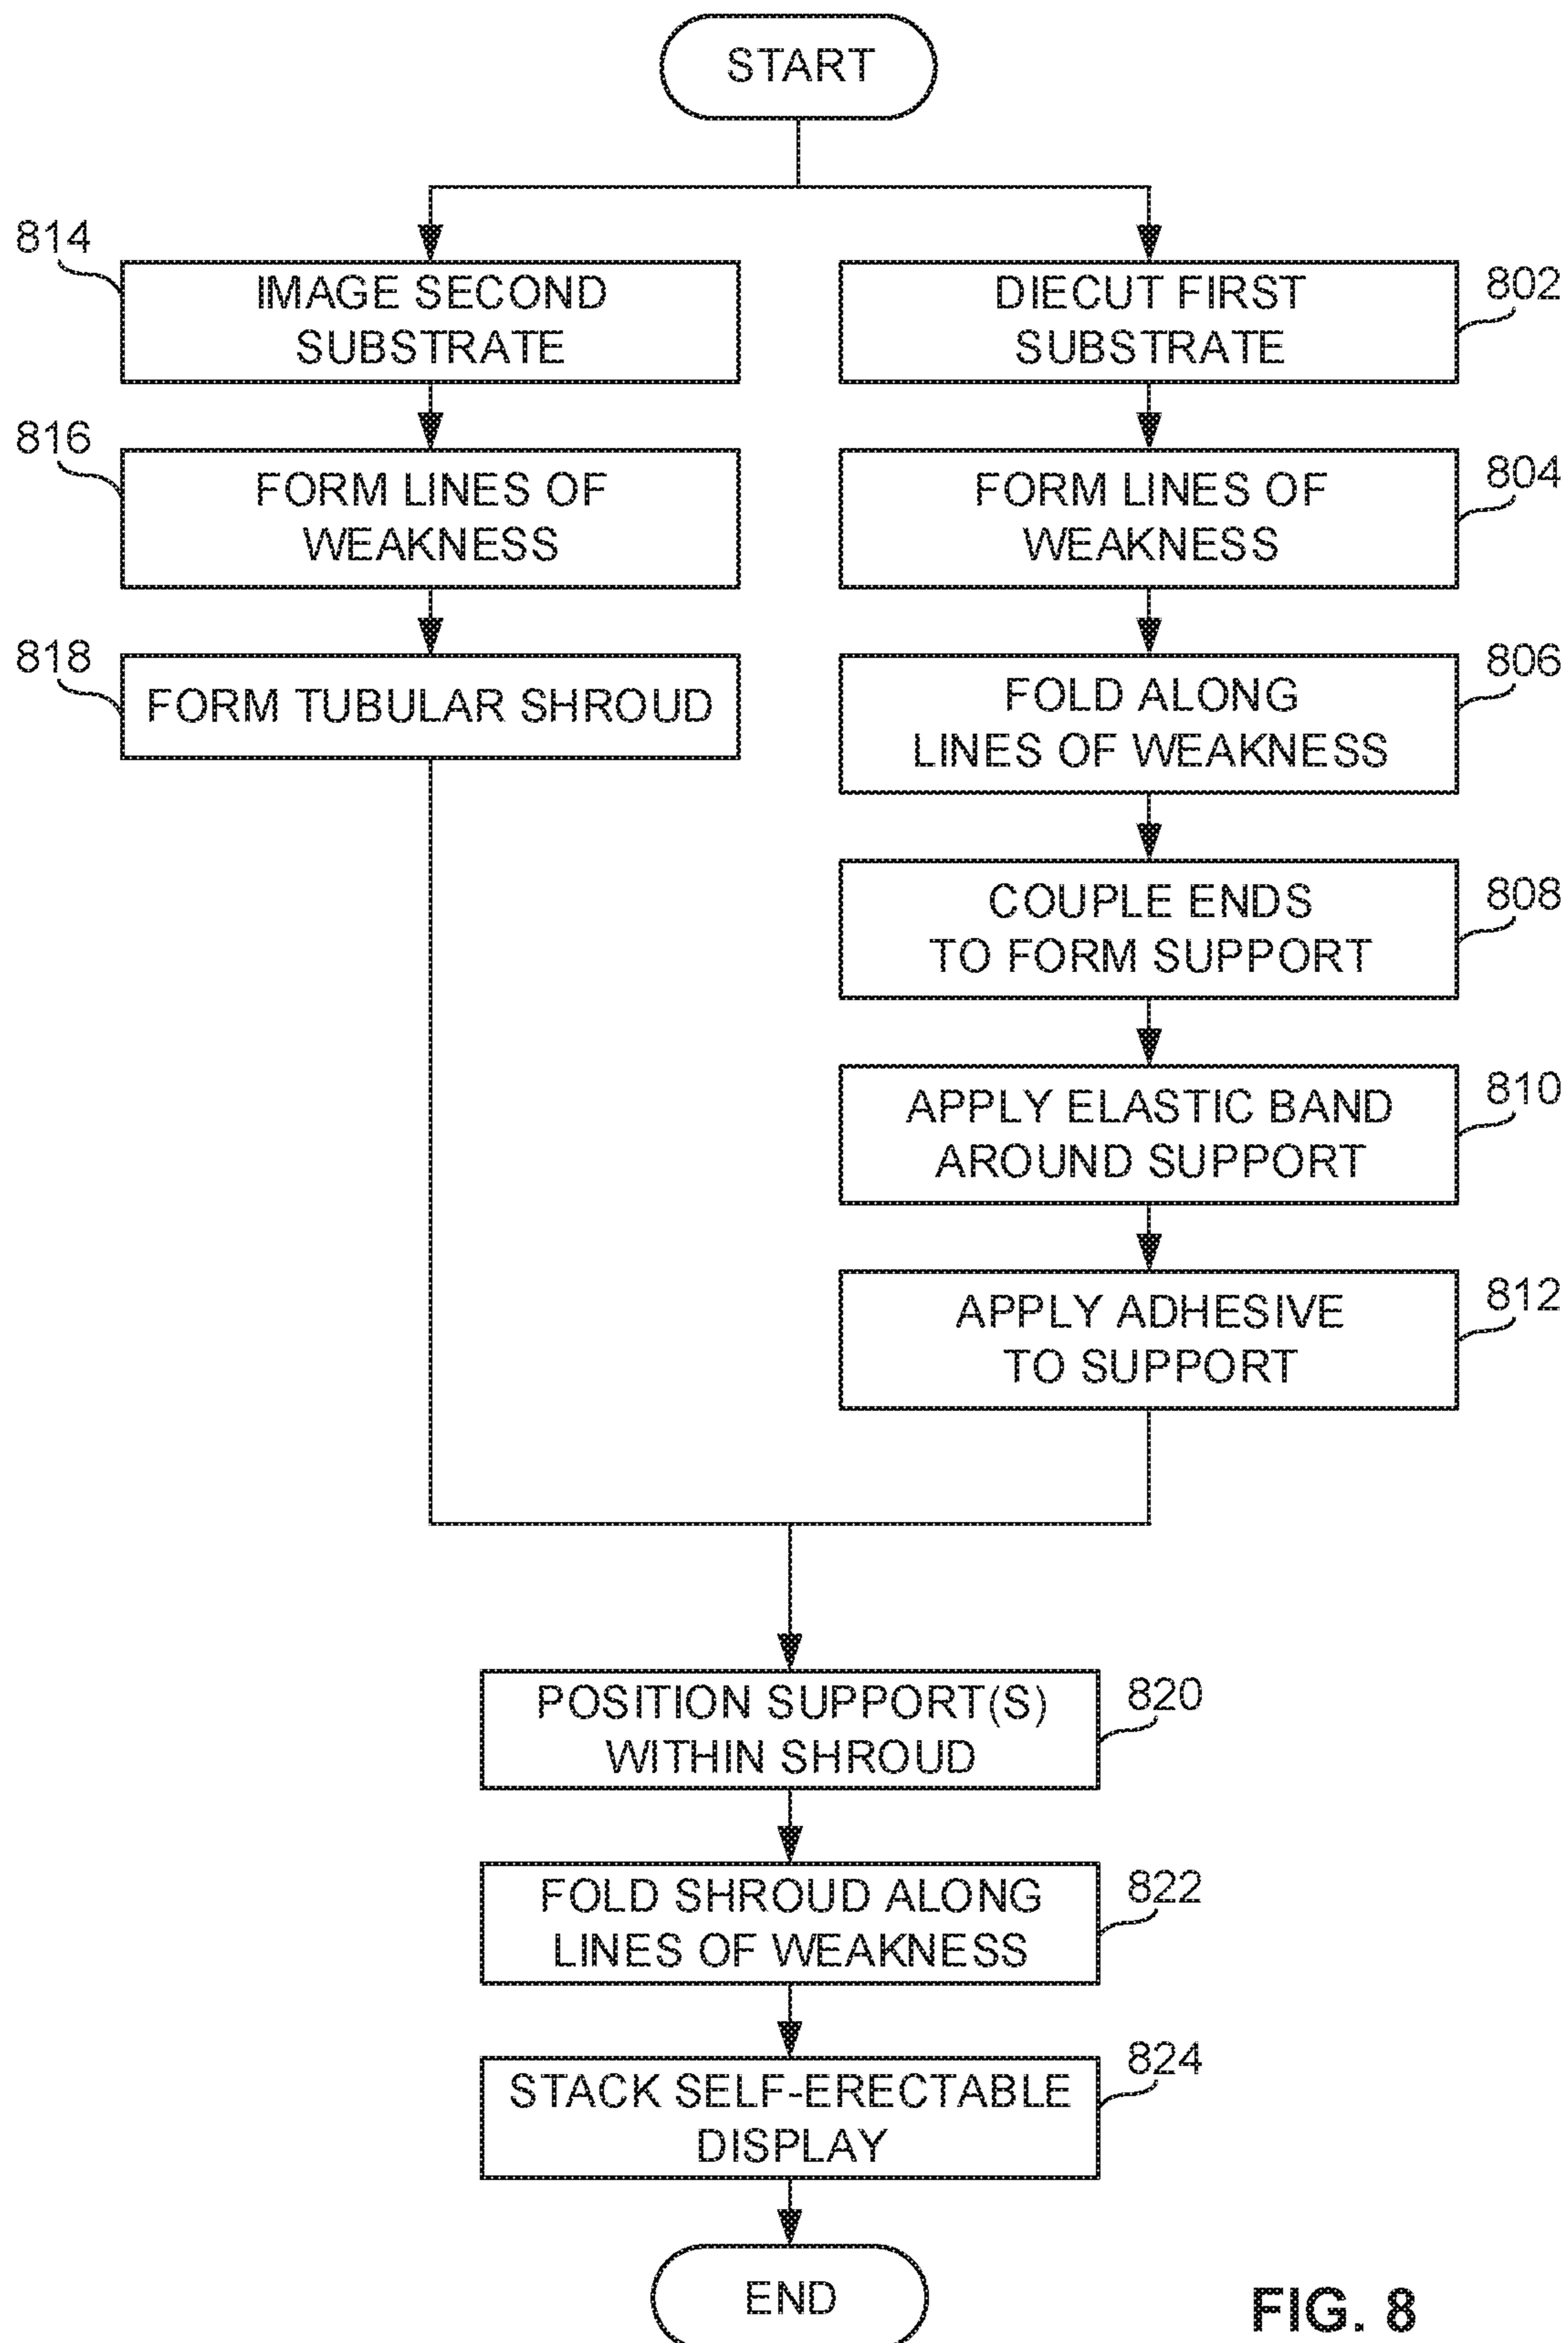 START
814
IMAGE SECOND
SUBSTRATE
DIECUT FIRST
SUBSTRATE
802
816
FORM LINES OF
WEAKNESS
FORM LINES OF
WEAKNESS
804
818
FORM TUBULAR SHROUD
FOLD ALONG
LINES OF WEAKNESS
806
COUPLE ENDS
TO FORM SUPPORT
808
APPLY ELASTIC BAND
AROUND SUPPORT
810
APPLY ADHESIVE
TO SUPPORT
812
POSITION SUPPORT(S)
WITHIN SHROUD
820
FOLD SHROUD ALONG
LINES OF WEAKNESS
822
STACK SELF-ERECTABLE
DISPLAY
824
END
FIG. 8